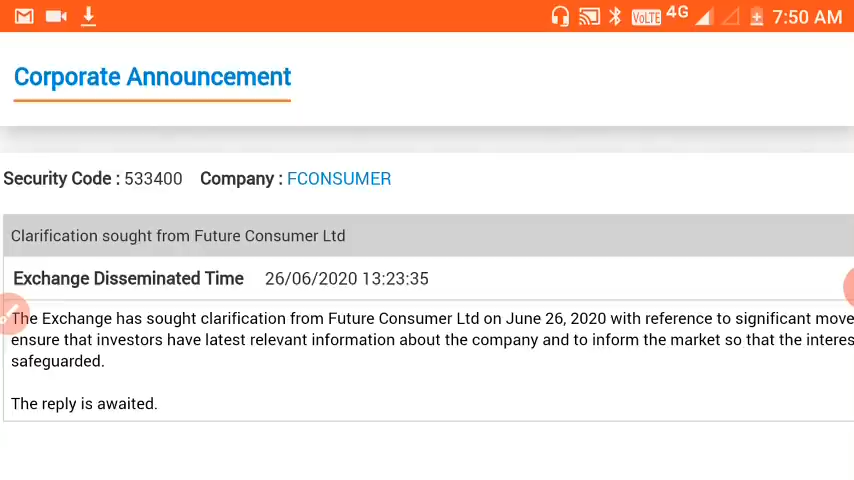 VoLTE 4G 7:50 AM
Corporate Announcement
Security Code : 533400 Company : FCONSUMER
Clarification sought from Future Consumer Ltd
Exchange Disseminated Time 26/06/2020 13:23:35
The Exchange has sought clarification from Future Consumer Ltd on June 26, 2020 with reference to significant move
ensure that investors have latest relevant information about the company and to inform the market so that the interes
safeguarded.
The reply is awaited.